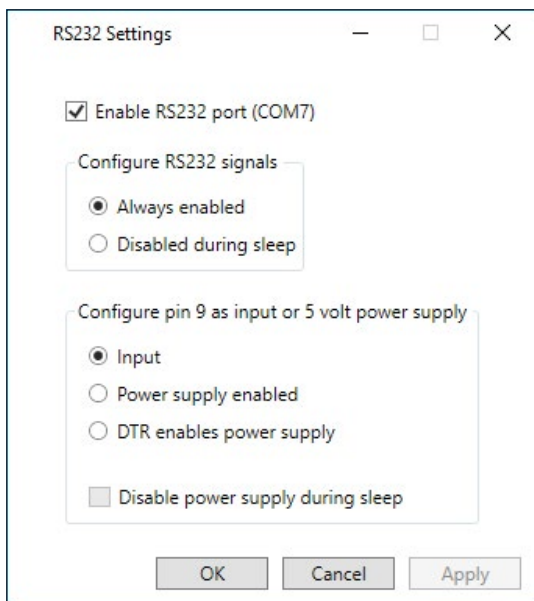 RS232 Settings
Enable RS232 port (COM7)
Configure RS232 signals
Always enabled
Disabled during sleep
Configure pin 9 as input or 5 volt power supply
Input
Power supply enabled
DTR enables power supply
Disable power supply during sleep
OK Cancel Apply